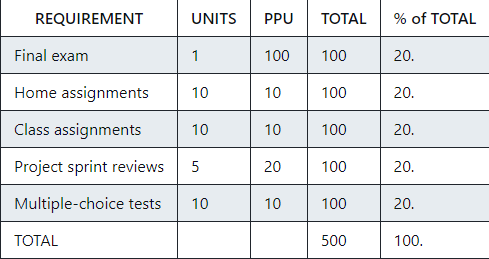 REQUIREMENT UNITS PPU TOTAL % of TOTAL
Final exam 1 100 100 20.
Home assignments 10 10 100 20.
Class assignments 10 10 100 20.
Project sprint reviews 5 20 100 20.
Multiple-choice tests 10 10 100 20.
TOTAL 500 100.